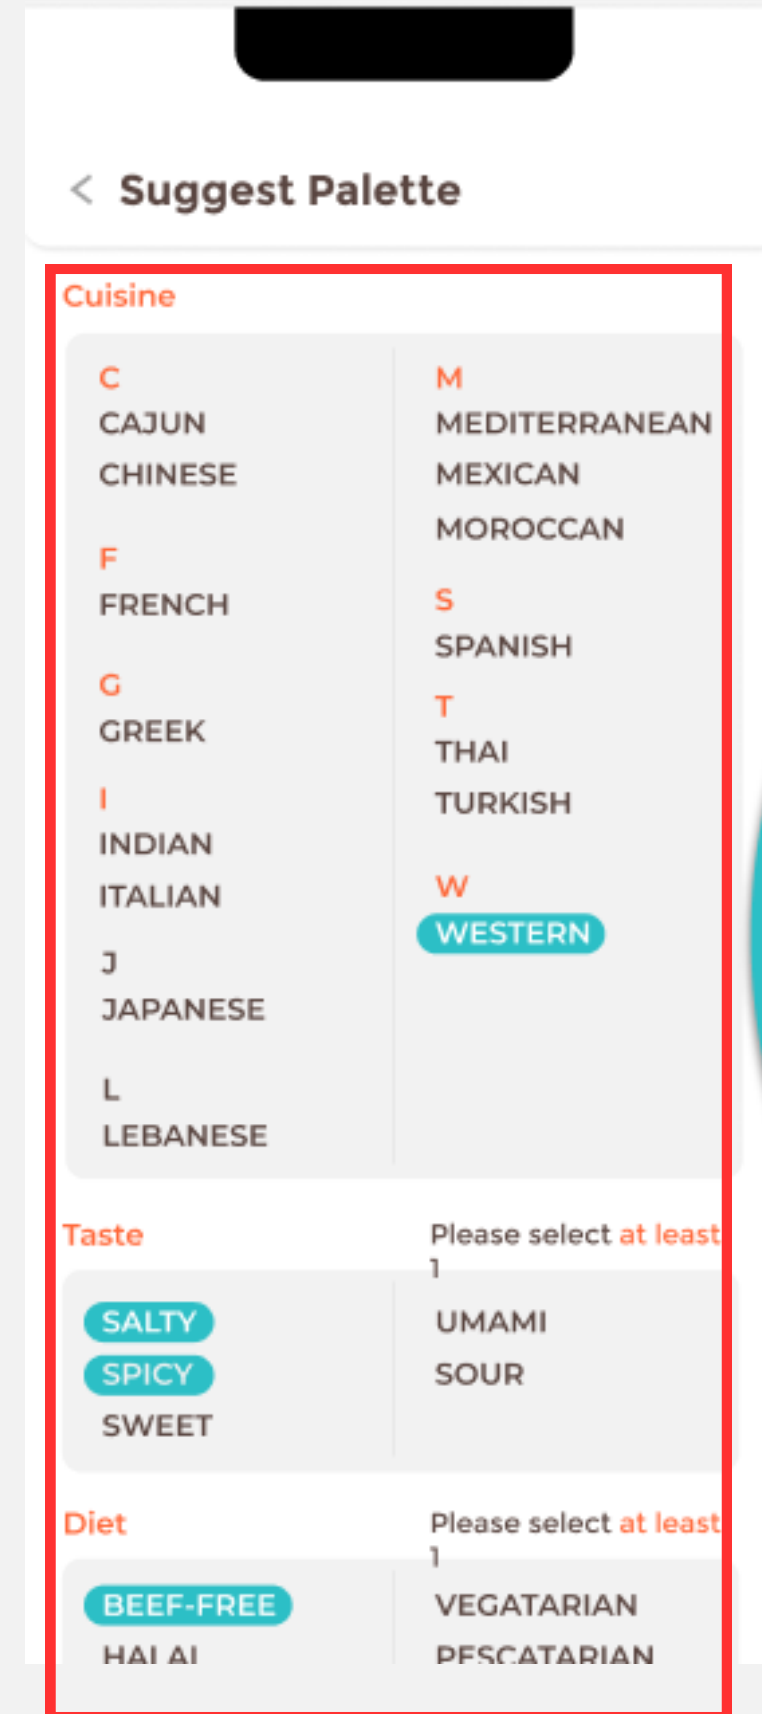 < Suggest Palette
Cuisine
C
CAJUN
CHINESE
F
FRENCH
G
GREEK
I
INDIAN
ITALIAN
J
JAPANESE
L
LEBANESE
M
MEDITERRANEAN
MEXICAN
MOROCCAN
S
SPANISH
T
THAI
TURKISH
W
WESTERN
Taste
Please select at least
1
SALTY
SPICY
SWEET
UMAMI
SOUR
Diet
Please select at least
1
BEEF-FREE
HALAL
VEGATARIAN
PESCATARIAN